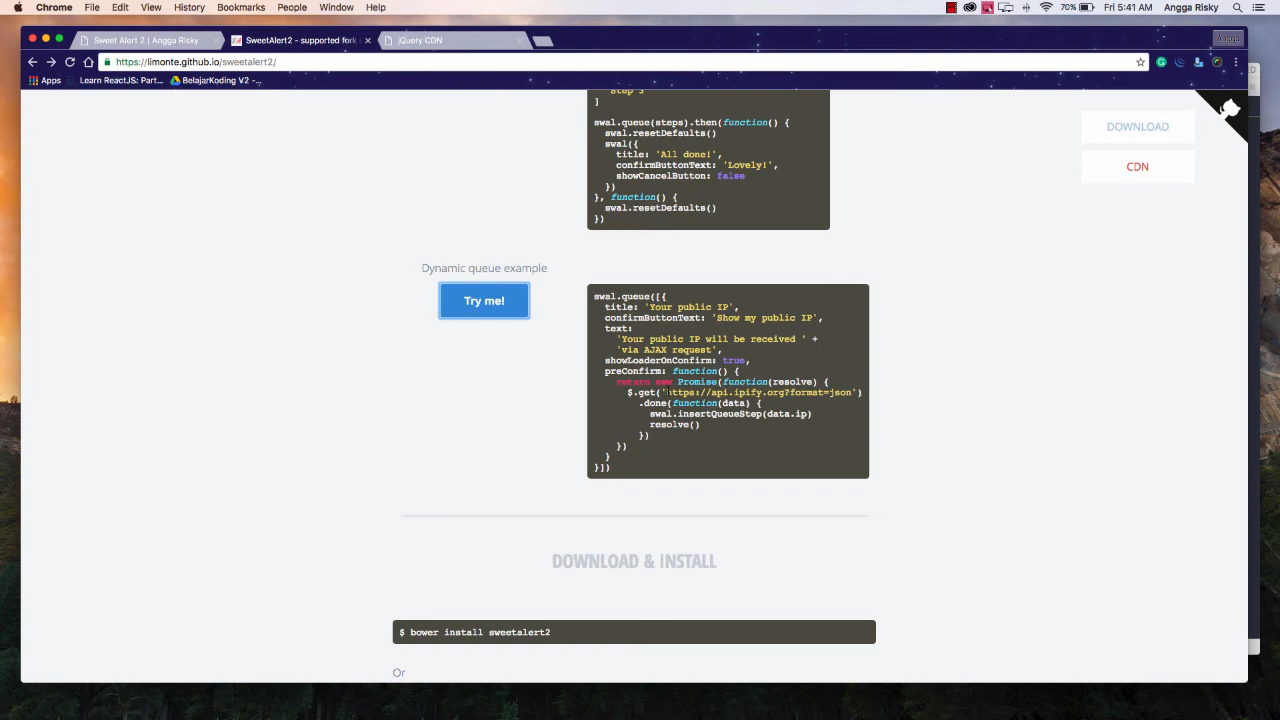 Chrome File Edit View History Bookmarks People Window Help 70% Fri 5:41 AM Angga Risky
Sweet Alert 2 | Angga Risky
SweetAlert2 - supported fork
jQuery CDN
https://limonte.github.io/sweetalert2/
Apps Learn ReactJS: Part... BelajarKoding V2 -...
DOWNLOAD
CDN
step 3'
]
swal.queue(steps).then(function() {
swal.resetDefaults()
swal({
title: 'All done!',
confirmButtonText: 'Lovely!',
showCancelButton: false
})
}, function() {
swal.resetDefaults()
})
Dynamic queue example
Try me!
swal.queue([{
title: 'Your public IP',
confirmButtonText: 'Show my public IP',
text:
'Your public IP will be received ' +
'via AJAX request',
showLoaderOnConfirm: true,
preConfirm: function() {
return new Promise(function(resolve) {
$.get('https://api.ipify.org?format=json')
.done(function(data) {
swal.insertQueueStep(data.ip)
resolve()
})
})
}
}])
DOWNLOAD & INSTALL
$ bower install sweetalert2
Or